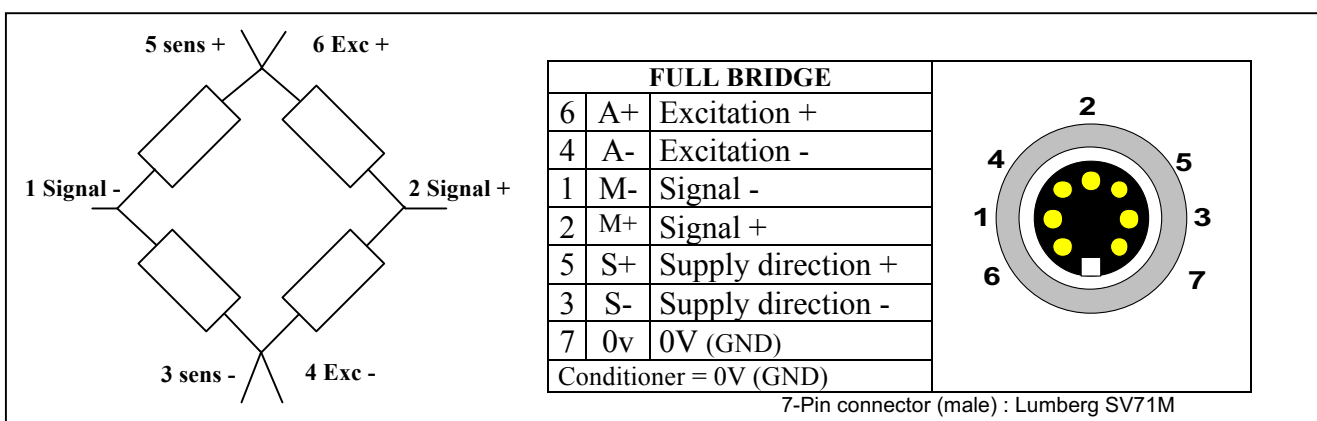 5 sens + 6 Exc +
1 Signal - 2 Signal +
3 sens - 4 Exc -
FULL BRIDGE
6 A+ Excitation +
4 A- Excitation -
1 M- Signal -
2 M+ Signal +
5 S+ Supply direction +
3 S- Supply direction -
7 0v 0V (GND)
Conditioner = 0V (GND)
2
4 5
1 3
6 7
7-Pin connector (male) : Lumberg SV71M